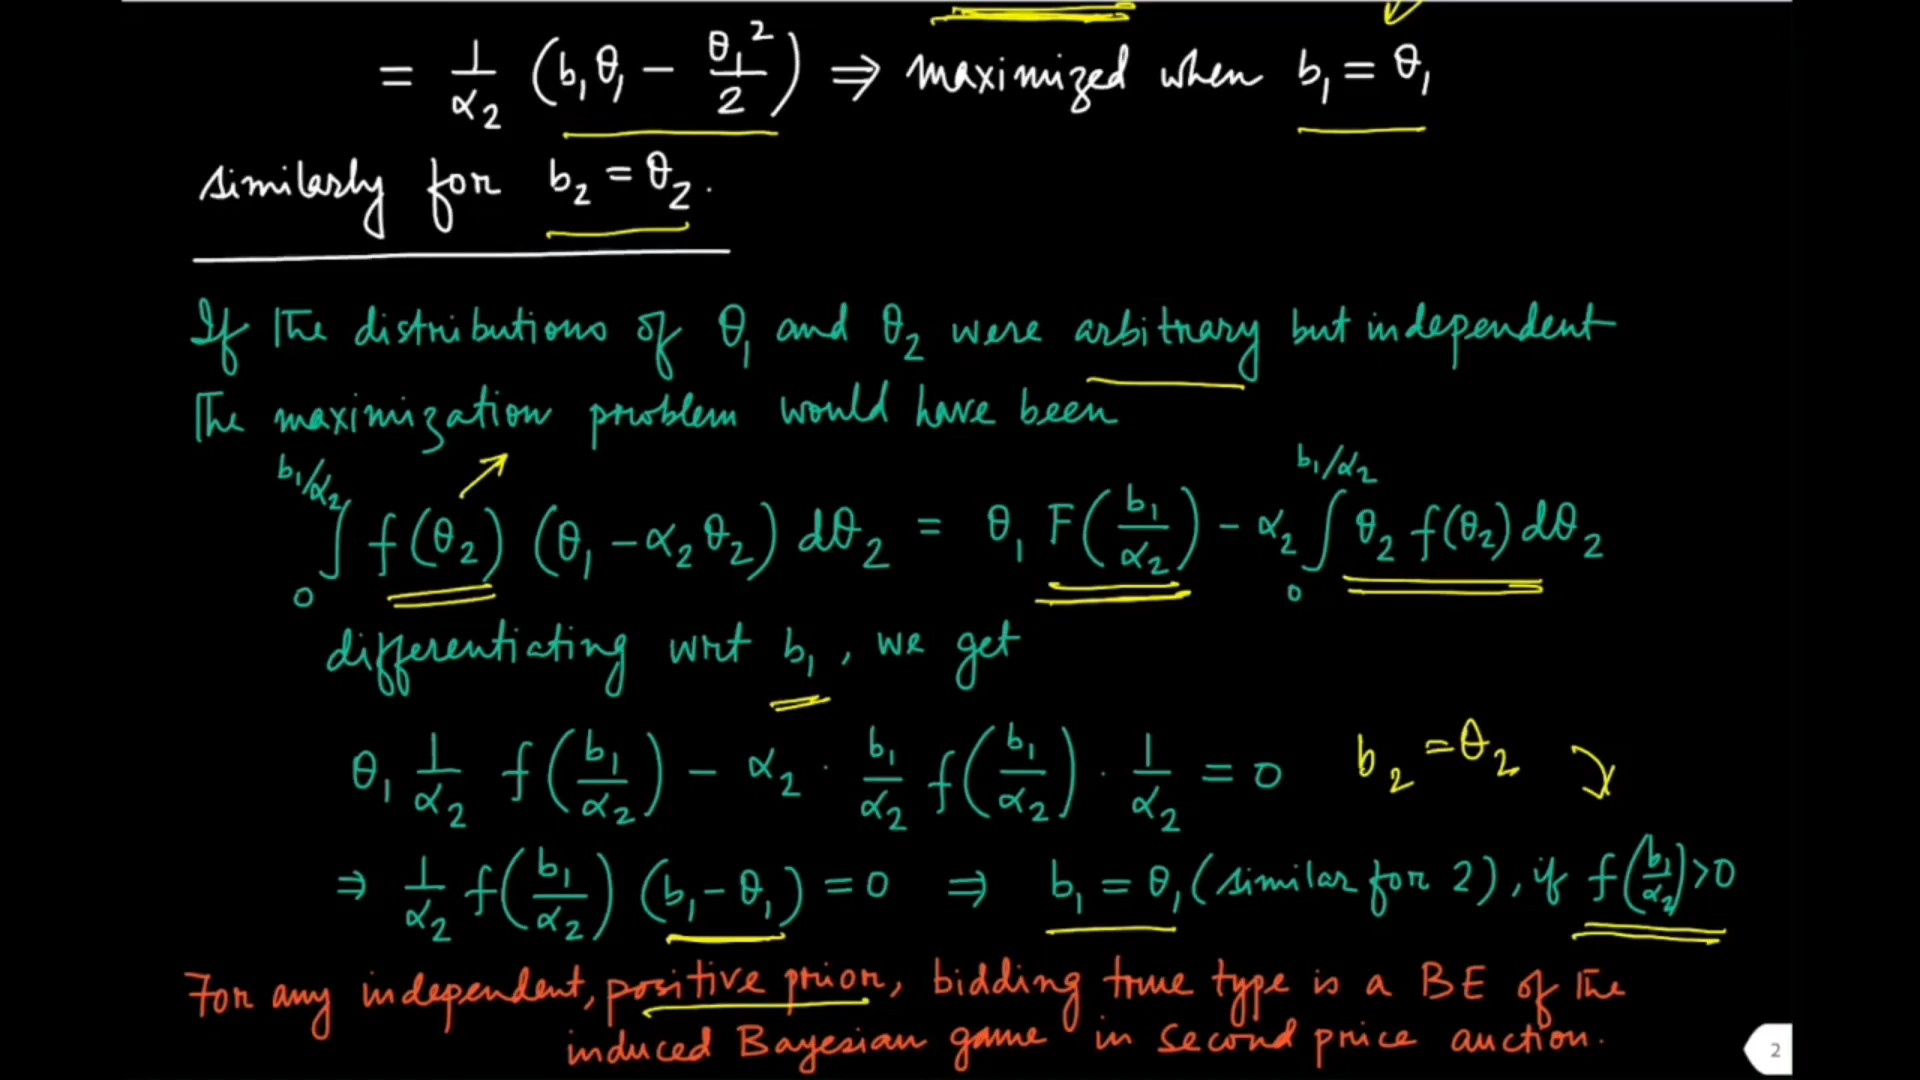 = 1/α₂ (b₁θ₁ − θ₁²/2) ⇒ maximized when b₁ = θ₁
similarly for b₂ = θ₂.
If the distributions of θ₁ and θ₂ were arbitrary but independent
the maximization problem would have been
∫₀^{b₁/α₂} f(θ₂) (θ₁ − α₂θ₂) dθ₂ = θ₁ F(b₁/α₂) − α₂ ∫₀^{b₁/α₂} θ₂ f(θ₂) dθ₂
differentiating wrt b₁, we get
θ₁ 1/α₂ f(b₁/α₂) − α₂ · b₁/α₂ f(b₁/α₂) · 1/α₂ = 0 b₂ = θ₂
⇒ 1/α₂ f(b₁/α₂) (b₁ − θ₁) = 0 ⇒ b₁ = θ₁ (similar for 2), if f(b₁/α₂) > 0
For any independent, positive prior, bidding true type is a BE of the
induced Bayesian game in second price auction.
2